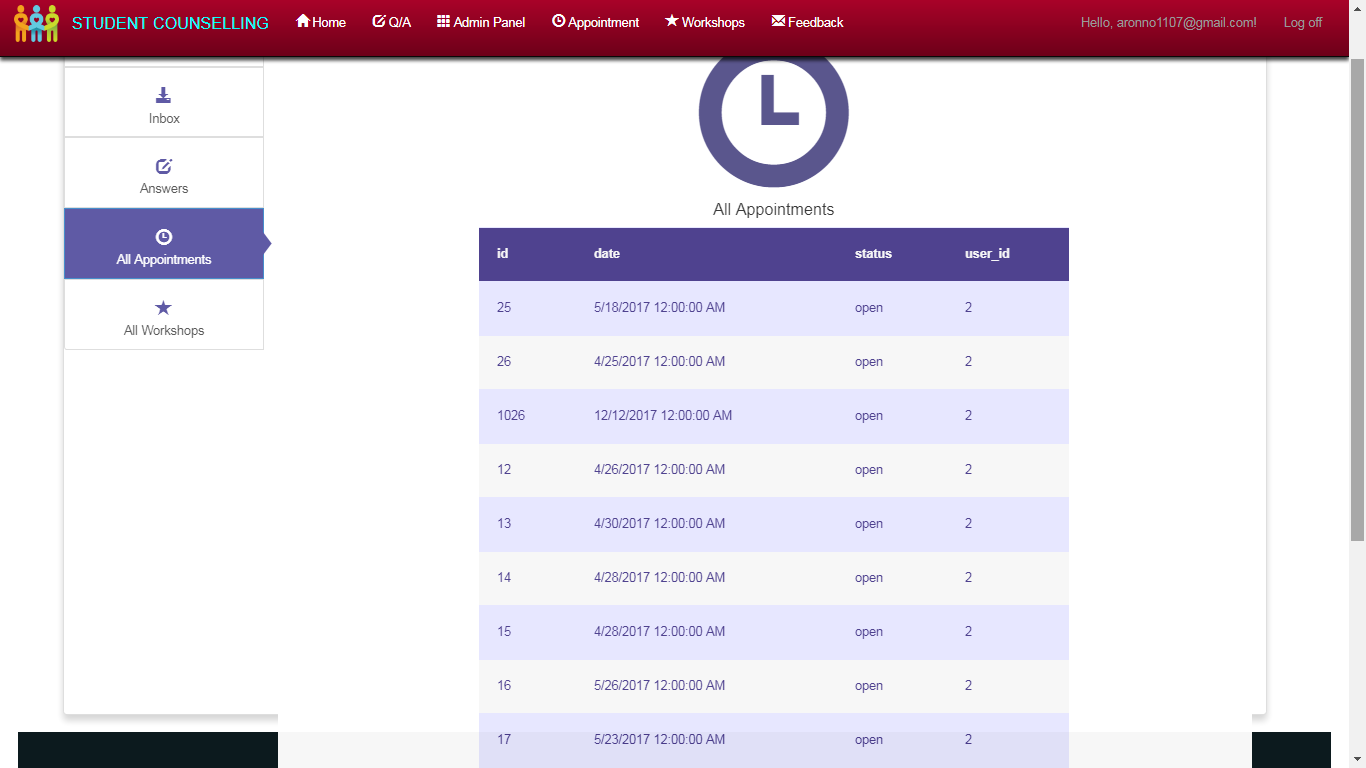 STUDENT COUNSELLING Home Q/A Admin Panel Appointment Workshops Feedback Hello, aronno1107@gmail.com! Log off
Inbox
Answers
All Appointments
All Workshops
All Appointments
id date status user_id
25 5/18/2017 12:00:00 AM open 2
26 4/25/2017 12:00:00 AM open 2
1026 12/12/2017 12:00:00 AM open 2
12 4/26/2017 12:00:00 AM open 2
13 4/30/2017 12:00:00 AM open 2
14 4/28/2017 12:00:00 AM open 2
15 4/28/2017 12:00:00 AM open 2
16 5/26/2017 12:00:00 AM open 2
17 5/23/2017 12:00:00 AM open 2